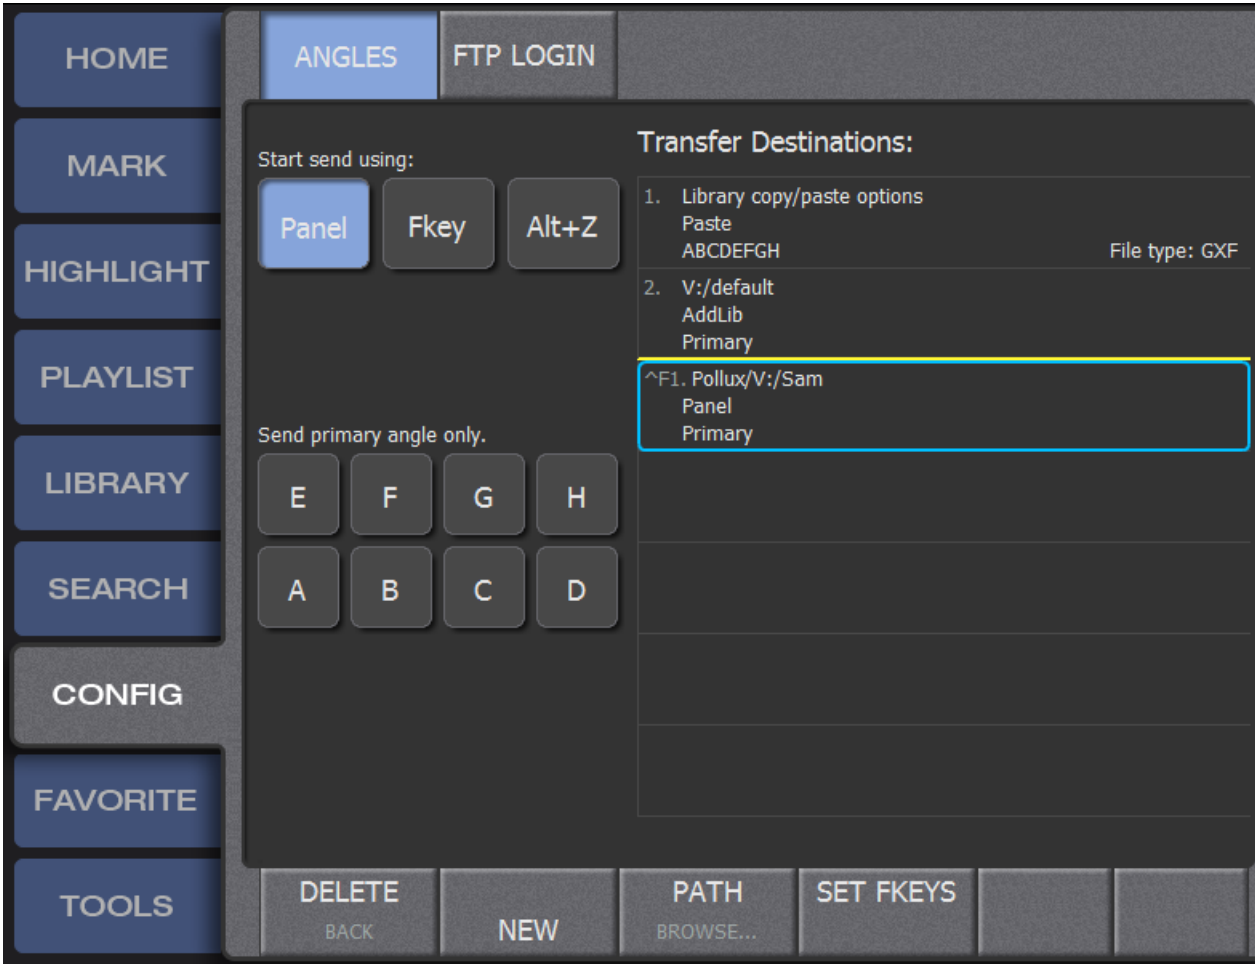 HOME
MARK
HIGHLIGHT
PLAYLIST
LIBRARY
SEARCH
CONFIG
FAVORITE
TOOLS
ANGLES
FTP LOGIN
Start send using:
Panel
Fkey
Alt+Z
Send primary angle only.
E F G H
A B C D
Transfer Destinations:
1. Library copy/paste options
Paste
ABCDEFGH File type: GXF
2. V:/default
AddLib
Primary
^F1. Pollux/V:/Sam
Panel
Primary
DELETE
BACK
NEW
PATH
BROWSE...
SET FKEYS